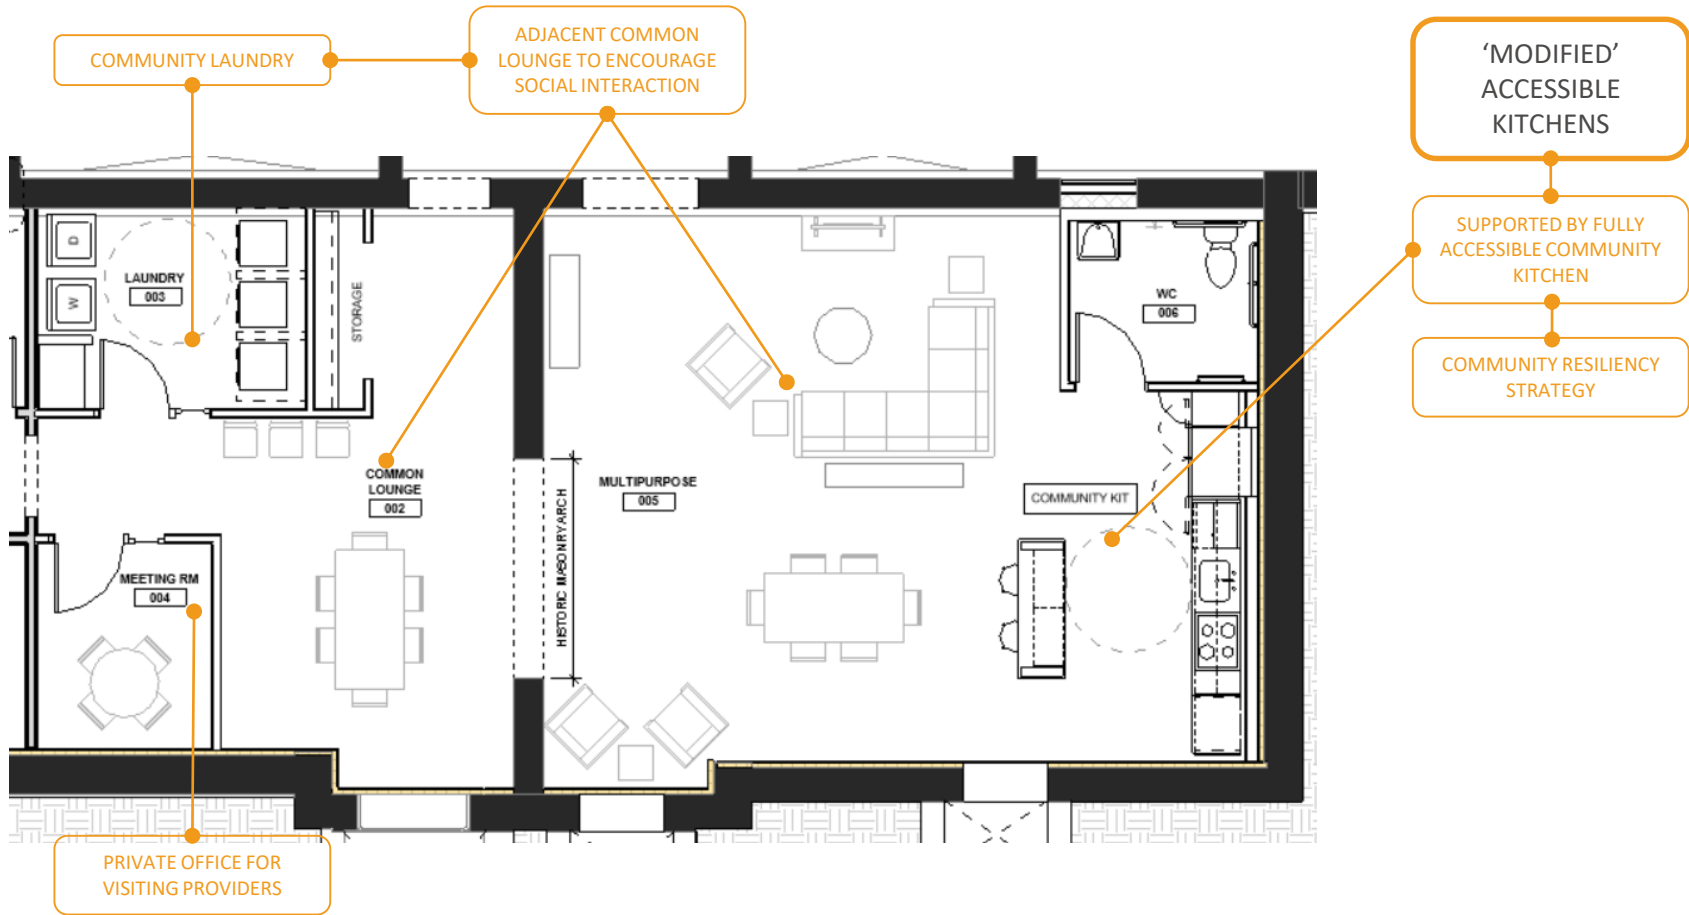 COMMUNITY LAUNDRY
ADJACENT COMMON
LOUNGE TO ENCOURAGE
SOCIAL INTERACTION
'MODIFIED'
ACCESSIBLE
KITCHENS
SUPPORTED BY FULLY
ACCESSIBLE COMMUNITY
KITCHEN
COMMUNITY RESILIENCY
STRATEGY
D
W
LAUNDRY
003
STORAGE
WC
006
COMMON
LOUNGE
002
HISTORIC MASONRY ARCH
MULTIPURPOSE
005
COMMUNITY KIT
MEETING RM
004
PRIVATE OFFICE FOR
VISITING PROVIDERS